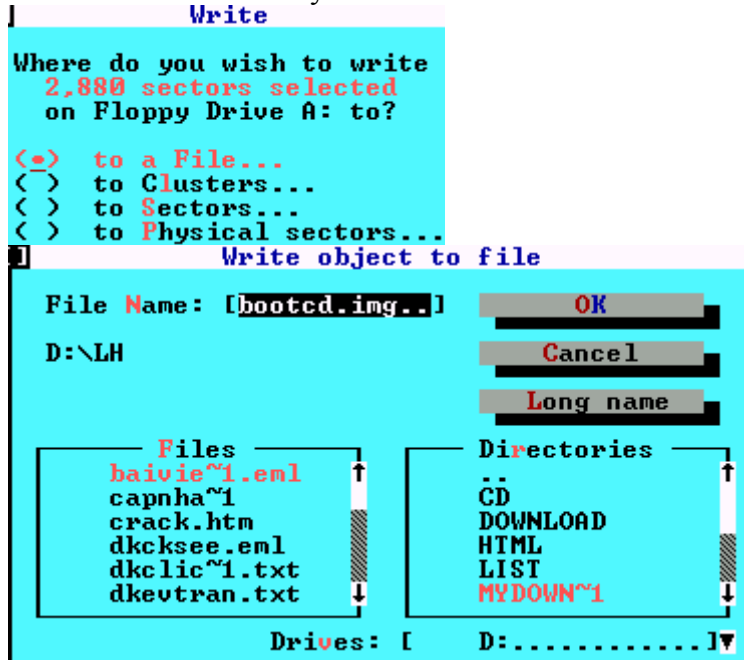 Write
Where do you wish to write
2,880 sectors selected
on Floppy Drive A: to?
(•) to a File...
( ) to Clusters...
( ) to Sectors...
( ) to Physical sectors...
Write object to file
File Name: [bootcd.img..] OK
D:\LH Cancel
Long name
Files Directories
baivie~1.eml ..
capnha~1 CD
crack.htm DOWNLOAD
dkcksee.eml HTML
dkclic~1.txt LIST
dkevtran.txt MYDOWN~1
Drives: [ D:............]▼